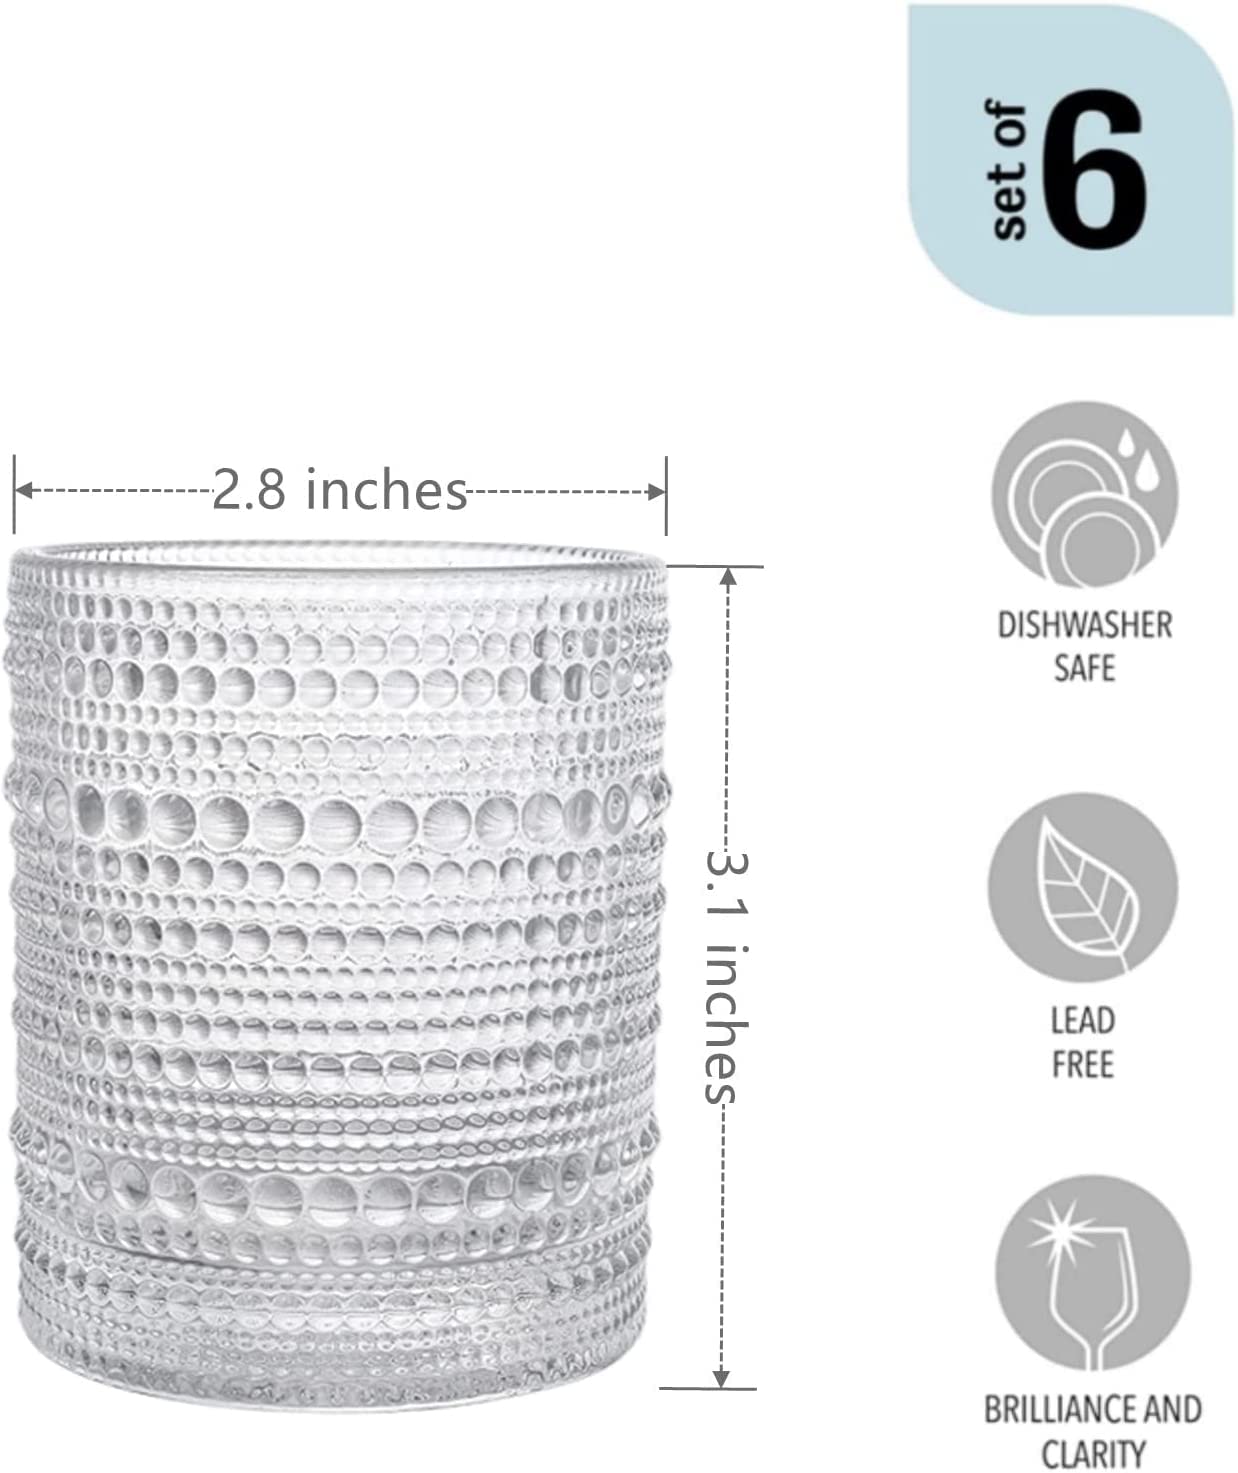 set of 6
2.8 inches
3.1 inches
DISHWASHER
SAFE
LEAD
FREE
BRILLIANCE AND
CLARITY